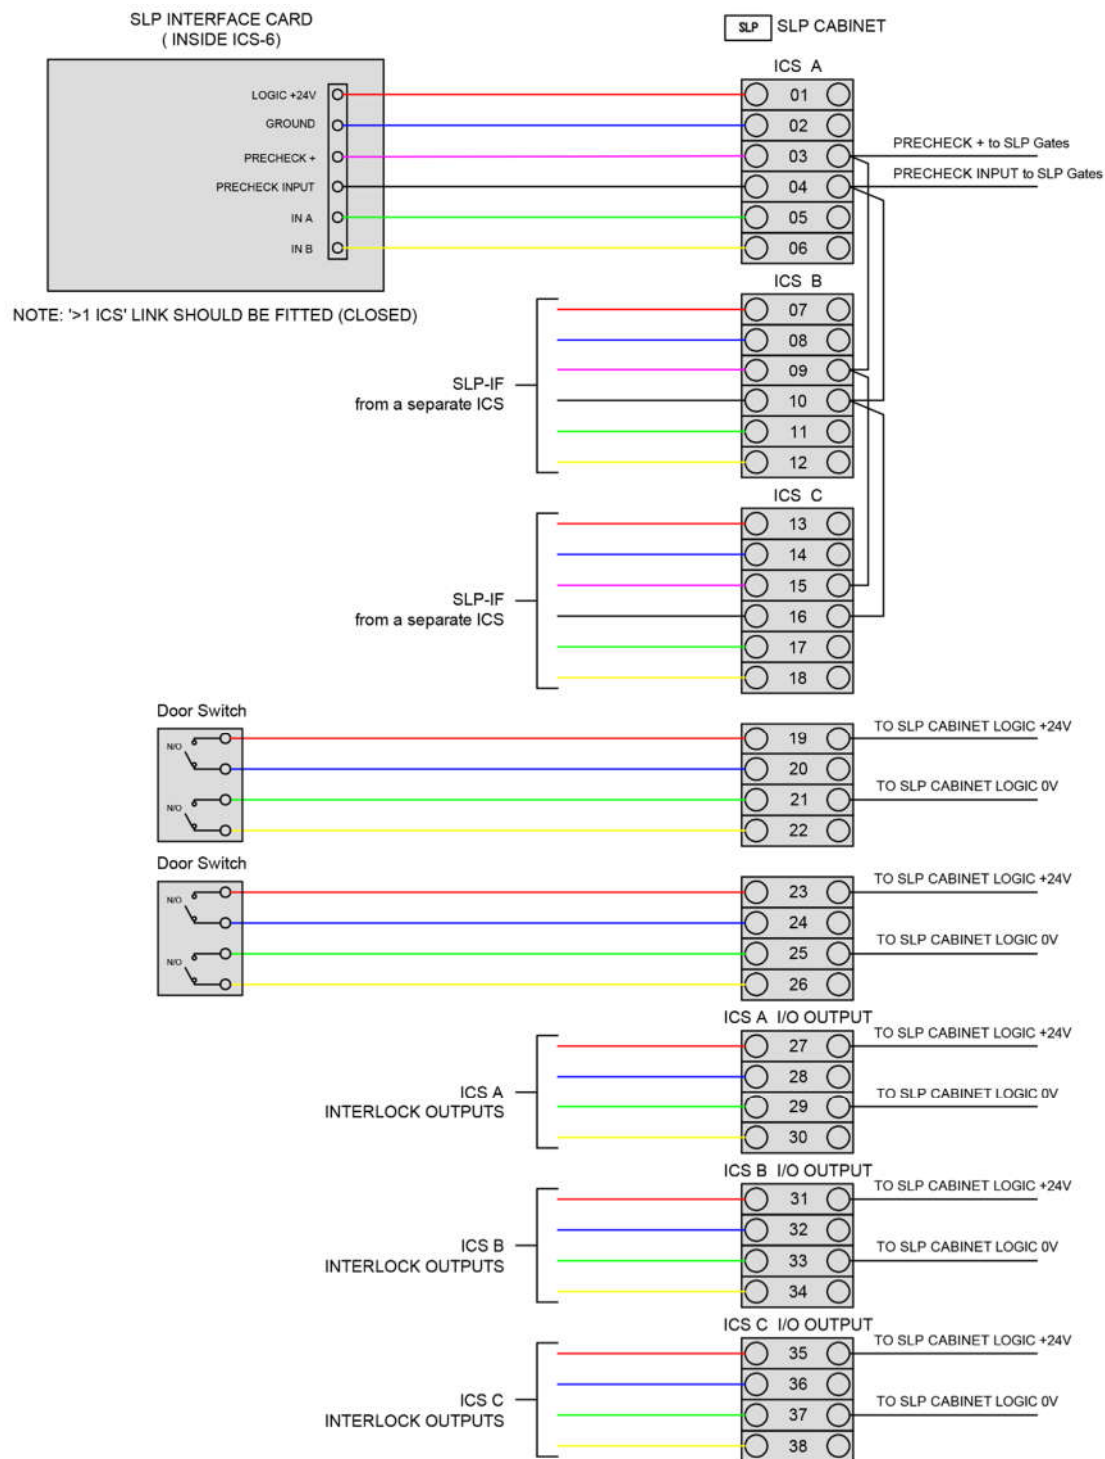 SLP INTERFACE CARD
( INSIDE ICS-6)
SLP SLP CABINET
ICS A
LOGIC +24V
01
GROUND
02
PRECHECK +
03
PRECHECK + to SLP Gates
PRECHECK INPUT
04
PRECHECK INPUT to SLP Gates
IN A
05
IN B
06
NOTE: '>1 ICS' LINK SHOULD BE FITTED (CLOSED)
ICS B
07
08
09
10
11
12
SLP-IF
from a separate ICS
ICS C
13
14
15
16
17
18
SLP-IF
from a separate ICS
Door Switch
N/O
N/O
19
TO SLP CABINET LOGIC +24V
20
21
TO SLP CABINET LOGIC 0V
22
Door Switch
N/O
N/O
23
TO SLP CABINET LOGIC +24V
24
25
TO SLP CABINET LOGIC 0V
26
ICS A I/O OUTPUT
27
TO SLP CABINET LOGIC +24V
28
29
TO SLP CABINET LOGIC 0V
30
ICS A
INTERLOCK OUTPUTS
ICS B I/O OUTPUT
31
TO SLP CABINET LOGIC +24V
32
33
TO SLP CABINET LOGIC 0V
34
ICS B
INTERLOCK OUTPUTS
ICS C I/O OUTPUT
35
TO SLP CABINET LOGIC +24V
36
37
TO SLP CABINET LOGIC 0V
38
ICS C
INTERLOCK OUTPUTS